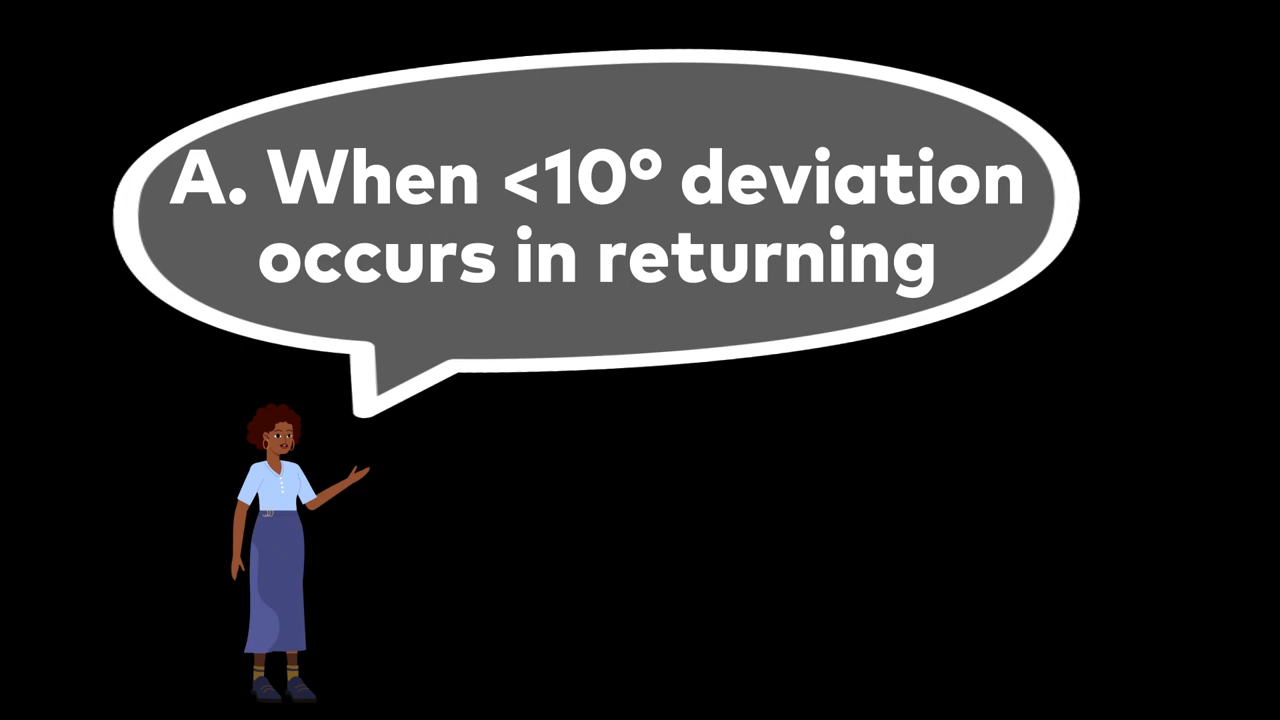 A. When <10° deviation
occurs in returning